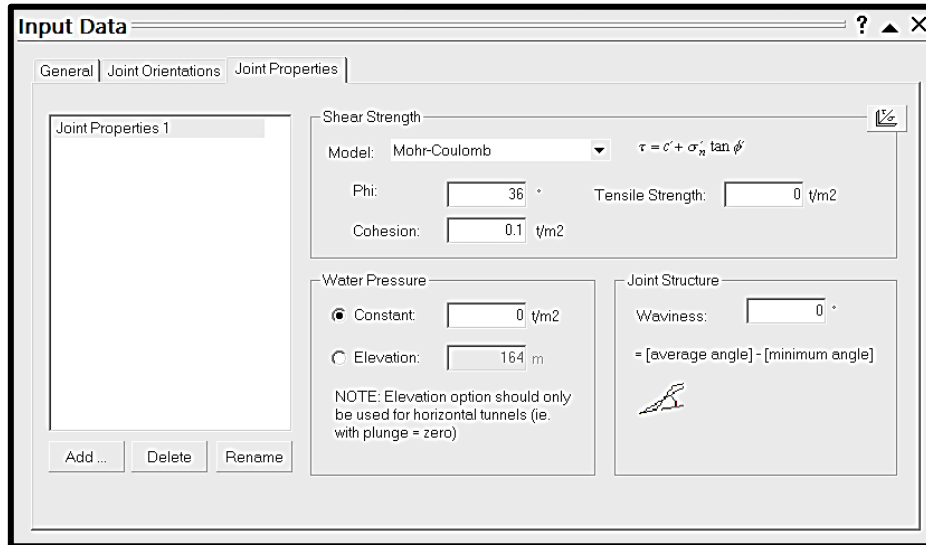 Input Data ? ▲ ×
General Joint Orientations Joint Properties
Joint Properties 1
Shear Strength
τ/σ
Model: Mohr-Coulomb τ = c' + σ'n tan φ'
Phi: 36 °
Tensile Strength: 0 t/m2
Cohesion: 0.1 t/m2
Water Pressure
Constant: 0 t/m2
Elevation: 164 m
NOTE: Elevation option should only
be used for horizontal tunnels (ie.
with plunge = zero)
Joint Structure
Waviness: 0 °
= [average angle] - [minimum angle]
Add ... Delete Rename